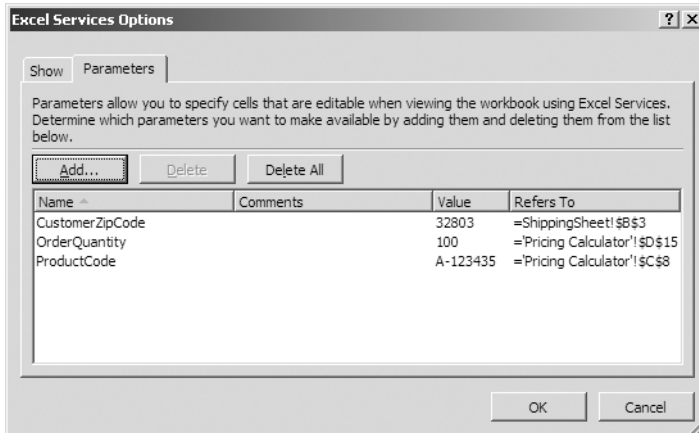 Excel Services Options
? X
Show Parameters
Parameters allow you to specify cells that are editable when viewing the workbook using Excel Services.
Determine which parameters you want to make available by adding them and deleting them from the list
below.
Add... Delete Delete All
Name Comments Value Refers To
CustomerZipCode 32803 =ShippingSheet!$B$3
OrderQuantity 100 ='Pricing Calculator'!$D$15
ProductCode A-123435 ='Pricing Calculator'!$C$8
OK Cancel